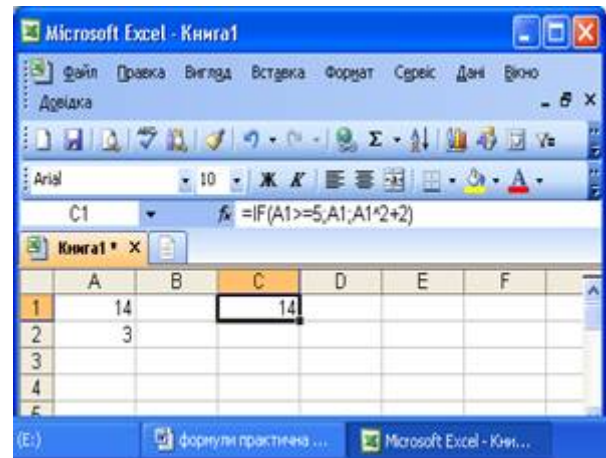 Microsoft Excel - Книга1
Файл Правка Вигляд Вставка Формат Сервіс Дані Вікно
Довідка
Arial 10 Ж К
C1 fx =IF(A1>=5;A1;A1^2+2)
Книга1 * ×
A B C D E F
1 14 14
2 3
3
4
5
(E:) формули практична ... Microsoft Excel - Кни...